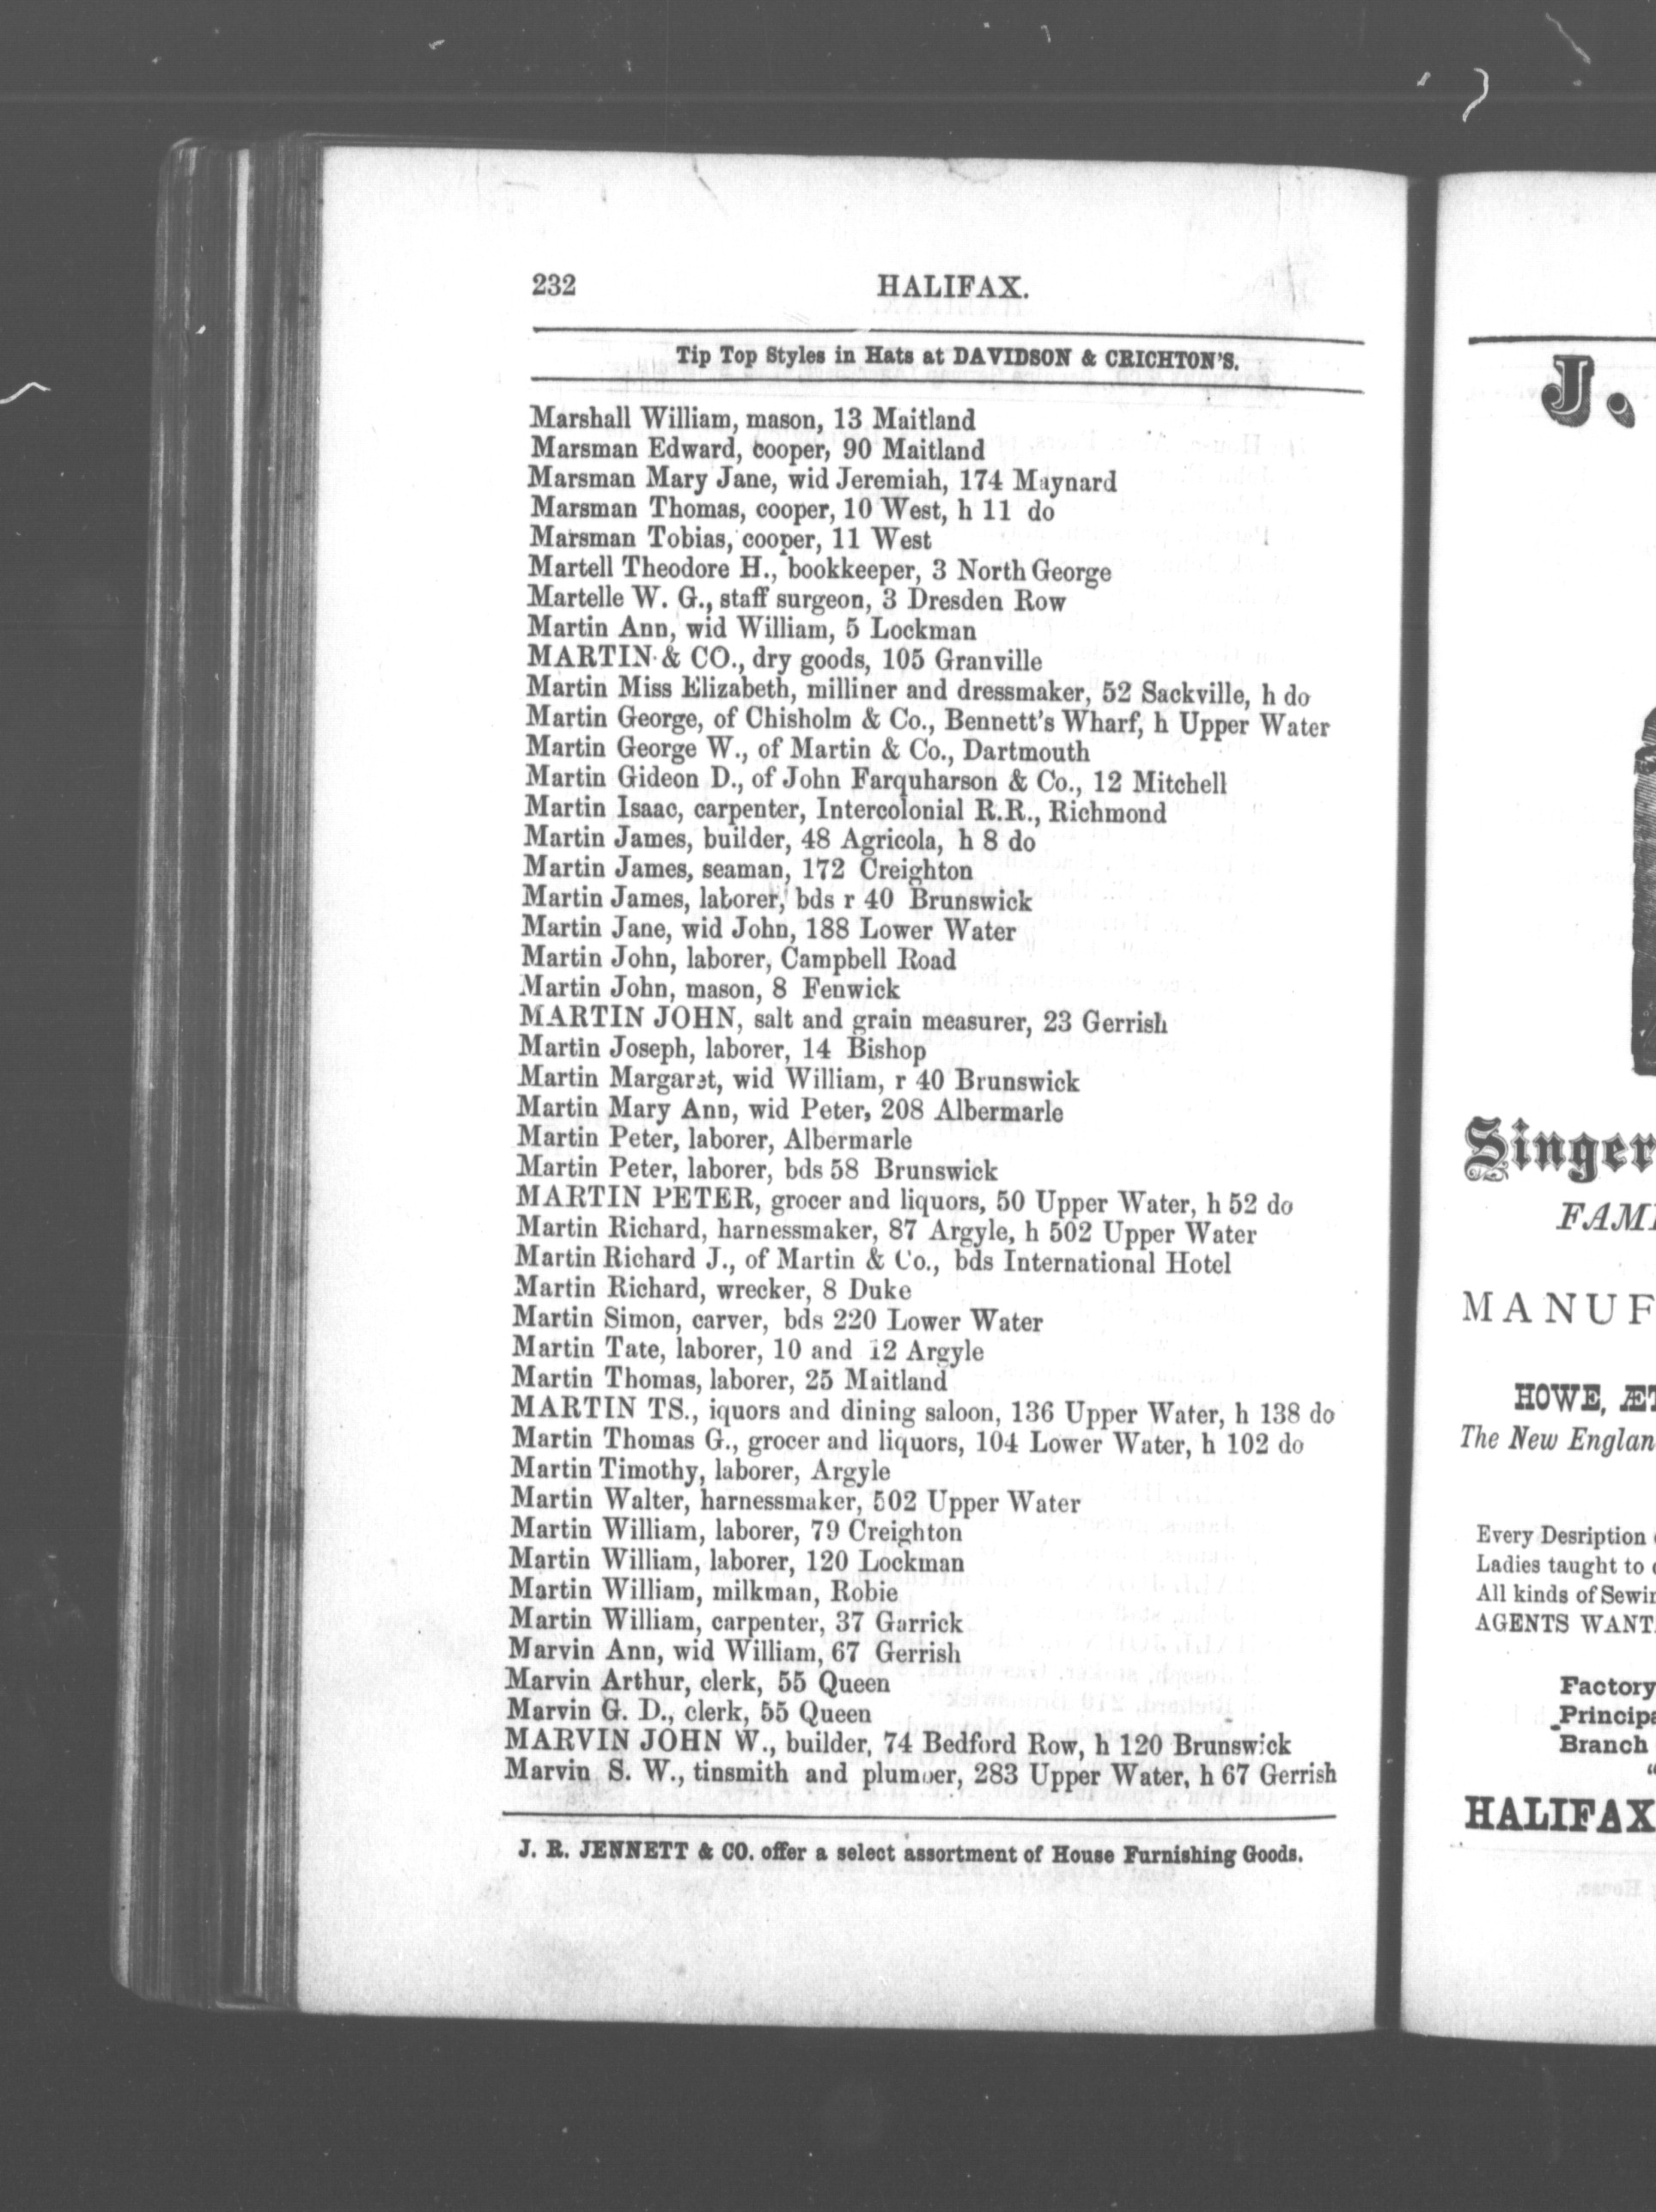 232 HALIFAX.
Tip Top Styles in Hats at DAVIDSON & CRICHTON'S.
Marshall William, mason, 13 Maitland
Marsman Edward, cooper, 90 Maitland
Marsman Mary Jane, wid Jeremiah, 174 Maynard
Marsman Thomas, cooper, 10 West, h 11 do
Marsman Tobias, cooper, 11 West
Martell Theodore H., bookkeeper, 3 North George
Martelle W. G., staff surgeon, 3 Dresden Row
Martin Ann, wid William, 5 Lockman
MARTIN & CO., dry goods, 105 Granville
Martin Miss Elizabeth, milliner and dressmaker, 52 Sackville, h do
Martin George, of Chisholm & Co., Bennett's Wharf, h Upper Water
Martin George W., of Martin & Co., Dartmouth
Martin Gideon D., of John Farquharson & Co., 12 Mitchell
Martin Isaac, carpenter, Intercolonial R.R., Richmond
Martin James, builder, 48 Agricola, h 8 do
Martin James, seaman, 172 Creighton
Martin James, laborer, bds r 40 Brunswick
Martin Jane, wid John, 188 Lower Water
Martin John, laborer, Campbell Road
Martin John, mason, 8 Fenwick
MARTIN JOHN, salt and grain measurer, 23 Gerrish
Martin Joseph, laborer, 14 Bishop
Martin Margaret, wid William, r 40 Brunswick
Martin Mary Ann, wid Peter, 208 Albermarle
Martin Peter, laborer, Albermarle
Martin Peter, laborer, bds 58 Brunswick
MARTIN PETER, grocer and liquors, 50 Upper Water, h 52 do
Martin Richard, harnessmaker, 87 Argyle, h 502 Upper Water
Martin Richard J., of Martin & Co., bds International Hotel
Martin Richard, wrecker, 8 Duke
Martin Simon, carver, bds 220 Lower Water
Martin Tate, laborer, 10 and 12 Argyle
Martin Thomas, laborer, 25 Maitland
MARTIN TS., iquors and dining saloon, 136 Upper Water, h 138 do
Martin Thomas G., grocer and liquors, 104 Lower Water, h 102 do
Martin Timothy, laborer, Argyle
Martin Walter, harnessmaker, 502 Upper Water
Martin William, laborer, 79 Creighton
Martin William, laborer, 120 Lockman
Martin William, milkman, Robie
Martin William, carpenter, 37 Garrick
Marvin Ann, wid William, 67 Gerrish
Marvin Arthur, clerk, 55 Queen
Marvin G. D., clerk, 55 Queen
MARVIN JOHN W., builder, 74 Bedford Row, h 120 Brunswick
Marvin S. W., tinsmith and plumber, 283 Upper Water, h 67 Gerrish
J. R. JENNETT & CO. offer a select assortment of House Furnishing Goods.
J.
Singer
FAMI
MANUF
HOWE, ÆT
The New Englan
Every Desription
Ladies taught to
All kinds of Sewin
AGENTS WANT
Factory
Principa
Branch
"
HALIFAX